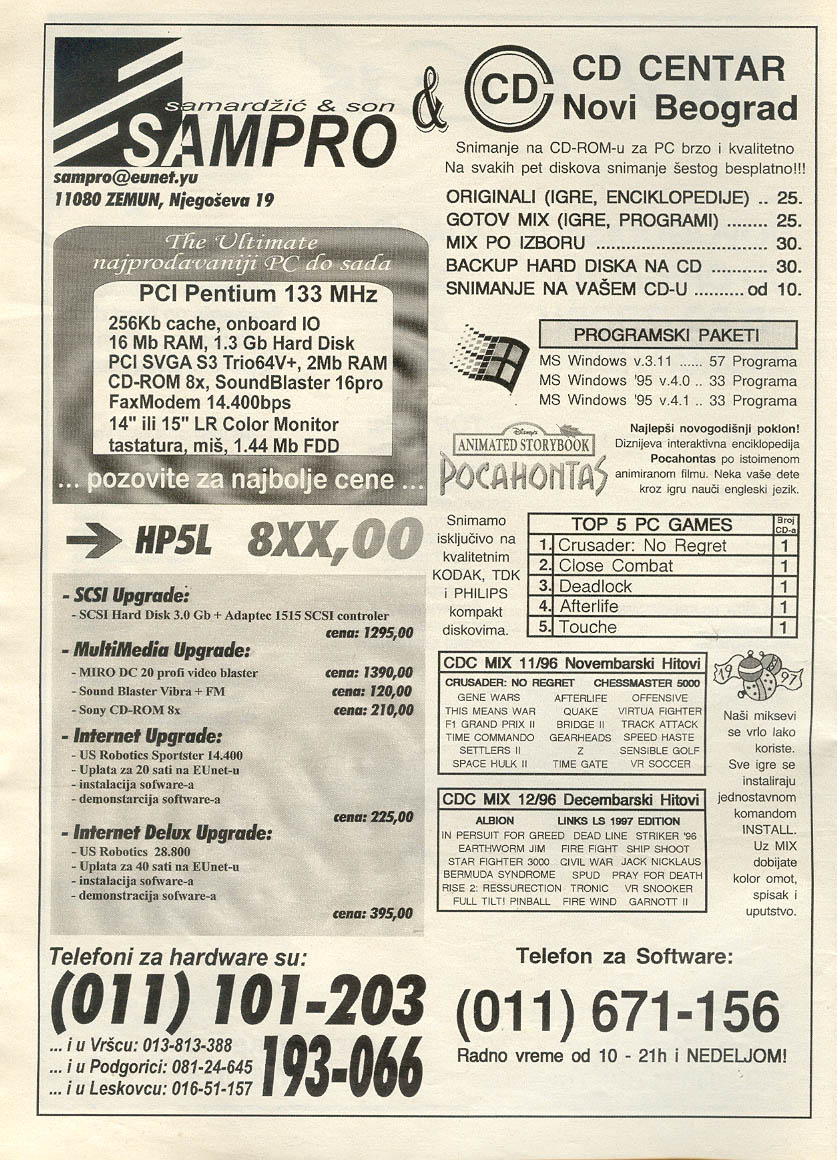 samardžić & son
SAMPRO
sampro@eunet.yu
11080 ZEMUN, Njegoševa 19
The Ultimate
najprodavaniji PC do sada
PCI Pentium 133 MHz
256Kb cache, onboard IO
16 Mb RAM, 1.3 Gb Hard Disk
PCI SVGA S3 Trio64V+, 2Mb RAM
CD-ROM 8x, SoundBlaster 16pro
FaxModem 14.400bps
14" ili 15" LR Color Monitor
tastatura, miš, 1.44 Mb FDD
... pozovite za najbolje cene ...
HP5L 8XX,00
- SCSI Upgrade:
- SCSI Hard Disk 3.0 Gb + Adaptec 1515 SCSI controler
cena: 1295,00
- MultiMedia Upgrade:
- MIRO DC 20 profi video blaster cena: 1390,00
- Sound Blaster Vibra + FM cena: 120,00
- Sony CD-ROM 8x cena: 210,00
- Internet Upgrade:
- US Robotics Sportster 14.400
- Uplata za 20 sati na EUnet-u
- instalacija sofware-a
- demonstarcija software-a
cena: 225,00
- Internet Delux Upgrade:
- US Robotics 28.800
- Uplata za 40 sati na EUnet-u
- instalacija sofware-a
- demonstracija sofware-a
cena: 395,00
Telefoni za hardware su:
(011) 101-203
193-066
... i u Vršcu: 013-813-388
... i u Podgorici: 081-24-645
... i u Leskovcu: 016-51-157
&
CD
CD CENTAR
Novi Beograd
Snimanje na CD-ROM-u za PC brzo i kvalitetno
Na svakih pet diskova snimanje šestog besplatno!!!
ORIGINALI (IGRE, ENCIKLOPEDIJE) .. 25.
GOTOV MIX (IGRE, PROGRAMI) ........ 25.
MIX PO IZBORU ................................. 30.
BACKUP HARD DISKA NA CD ........... 30.
SNIMANJE NA VAŠEM CD-U ..........od 10.
PROGRAMSKI PAKETI
MS Windows v.3.11 ...... 57 Programa
MS Windows '95 v.4.0 .. 33 Programa
MS Windows '95 v.4.1 .. 33 Programa
Disney's
ANIMATED STORYBOOK
POCAHONTAS
Najlepši novogodišnji poklon!
Diznijeva interaktivna enciklopedija
Pocahontas po istoimenom
animiranom filmu. Neka vaše dete
kroz igru nauči engleski jezik.
Snimamo
isključivo na
kvalitetnim
KODAK, TDK
i PHILIPS
kompakt
diskovima.
TOP 5 PC GAMES Broj CD-a
1. Crusader: No Regret 1
2. Close Combat 1
3. Deadlock 1
4. Afterlife 1
5. Touche 1
CDC MIX 11/96 Novembarski Hitovi
CRUSADER: NO REGRET CHESSMASTER 5000
GENE WARS AFTERLIFE OFFENSIVE
THIS MEANS WAR QUAKE VIRTUA FIGHTER
F1 GRAND PRIX II BRIDGE II TRACK ATTACK
TIME COMMANDO GEARHEADS SPEED HASTE
SETTLERS II Z SENSIBLE GOLF
SPACE HULK II TIME GATE VR SOCCER
CDC MIX 12/96 Decembarski Hitovi
ALBION LINKS LS 1997 EDITION
IN PERSUIT FOR GREED DEAD LINE STRIKER '96
EARTHWORM JIM FIRE FIGHT SHIP SHOOT
STAR FIGHTER 3000 CIVIL WAR JACK NICKLAUS
BERMUDA SYNDROME SPUD PRAY FOR DEATH
RISE 2: RESSURECTION TRONIC VR SNOOKER
FULL TILT! PINBALL FIRE WIND GARNOTT II
1997
Naši miksevi
se vrlo lako
koriste.
Sve igre se
instaliraju
jednostavnom
komandom
INSTALL.
Uz MIX
dobijate
kolor omot,
spisak i
uputstvo.
Telefon za Software:
(011) 671-156
Radno vreme od 10 - 21h i NEDELJOM!